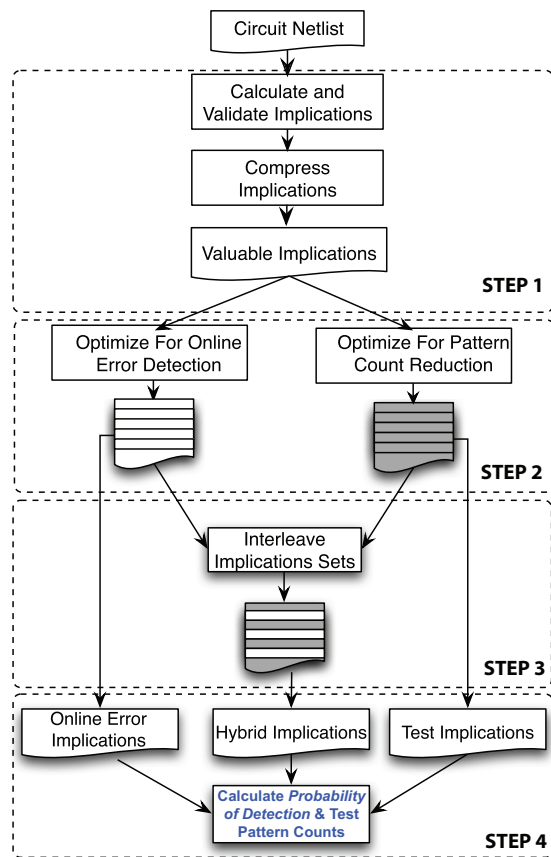 Circuit Netlist
Calculate and
Validate Implications
Compress
Implications
Valuable Implications
STEP 1
Optimize For Online
Error Detection
Optimize For Pattern
Count Reduction
STEP 2
Interleave
Implications Sets
STEP 3
Online Error
Implications
Hybrid Implications
Test Implications
Calculate Probability
of Detection & Test
Pattern Counts
STEP 4